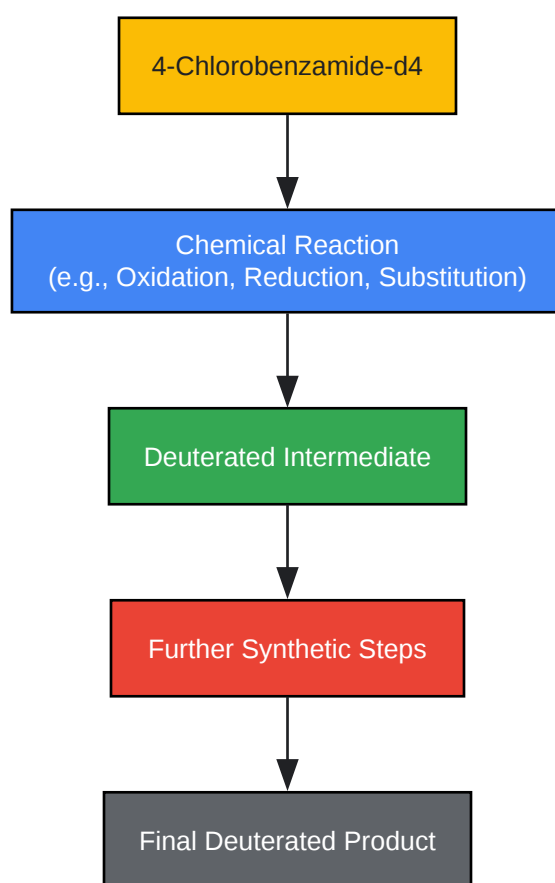 4-Chlorobenzamide-d4
Chemical Reaction
(e.g., Oxidation, Reduction, Substitution)
Deuterated Intermediate
Further Synthetic Steps
Final Deuterated Product